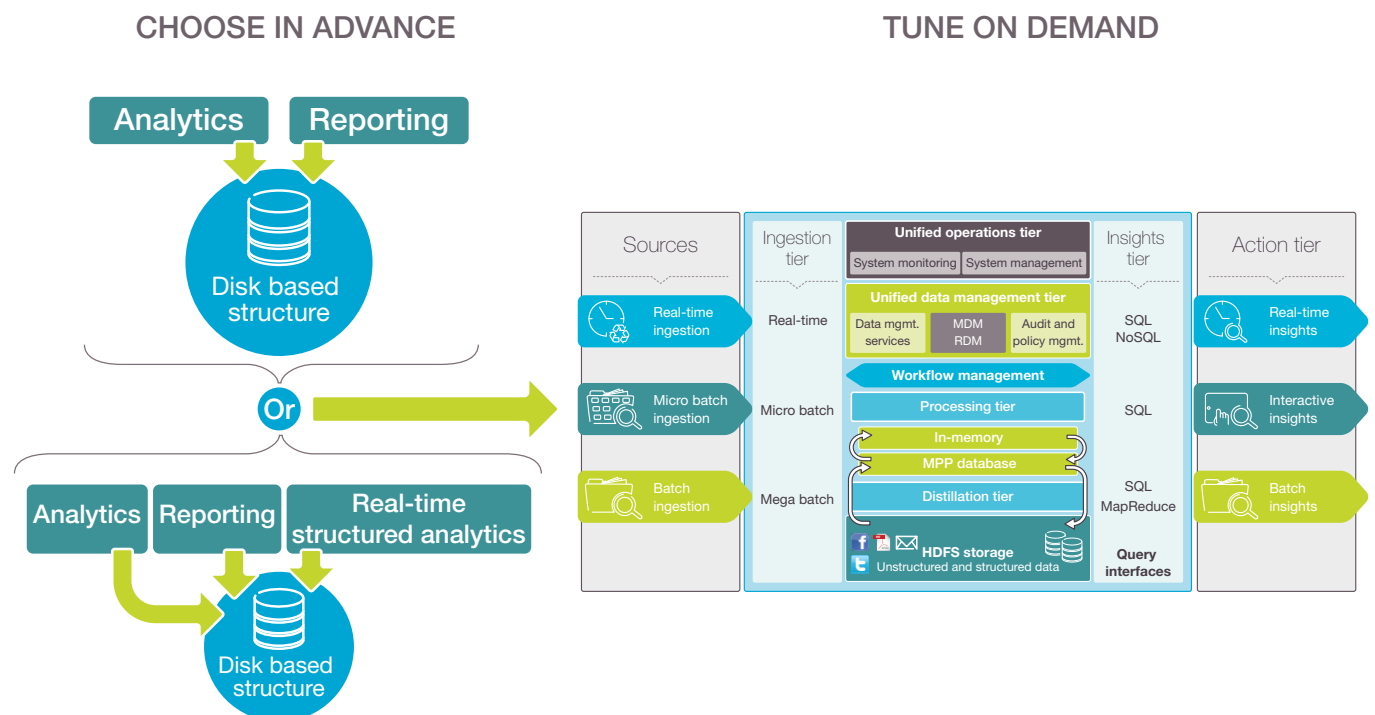 CHOOSE IN ADVANCE
Analytics
Reporting
Disk based
structure
Or
Analytics
Reporting
Real-time
structured analytics
Disk based
structure
TUNE ON DEMAND
Sources
Real-time
ingestion
Micro batch
ingestion
Batch
ingestion
Ingestion
tier
Real-time
Micro batch
Mega batch
Unified operations tier
System monitoring
System management
Unified data management tier
Data mgmt.
services
MDM
RDM
Audit and
policy mgmt.
Workflow management
Processing tier
In-memory
MPP database
Distillation tier
HDFS storage
Unstructured and structured data
Insights
tier
SQL
NoSQL
SQL
SQL
MapReduce
Query
interfaces
Action tier
Real-time
insights
Interactive
insights
Batch
insights